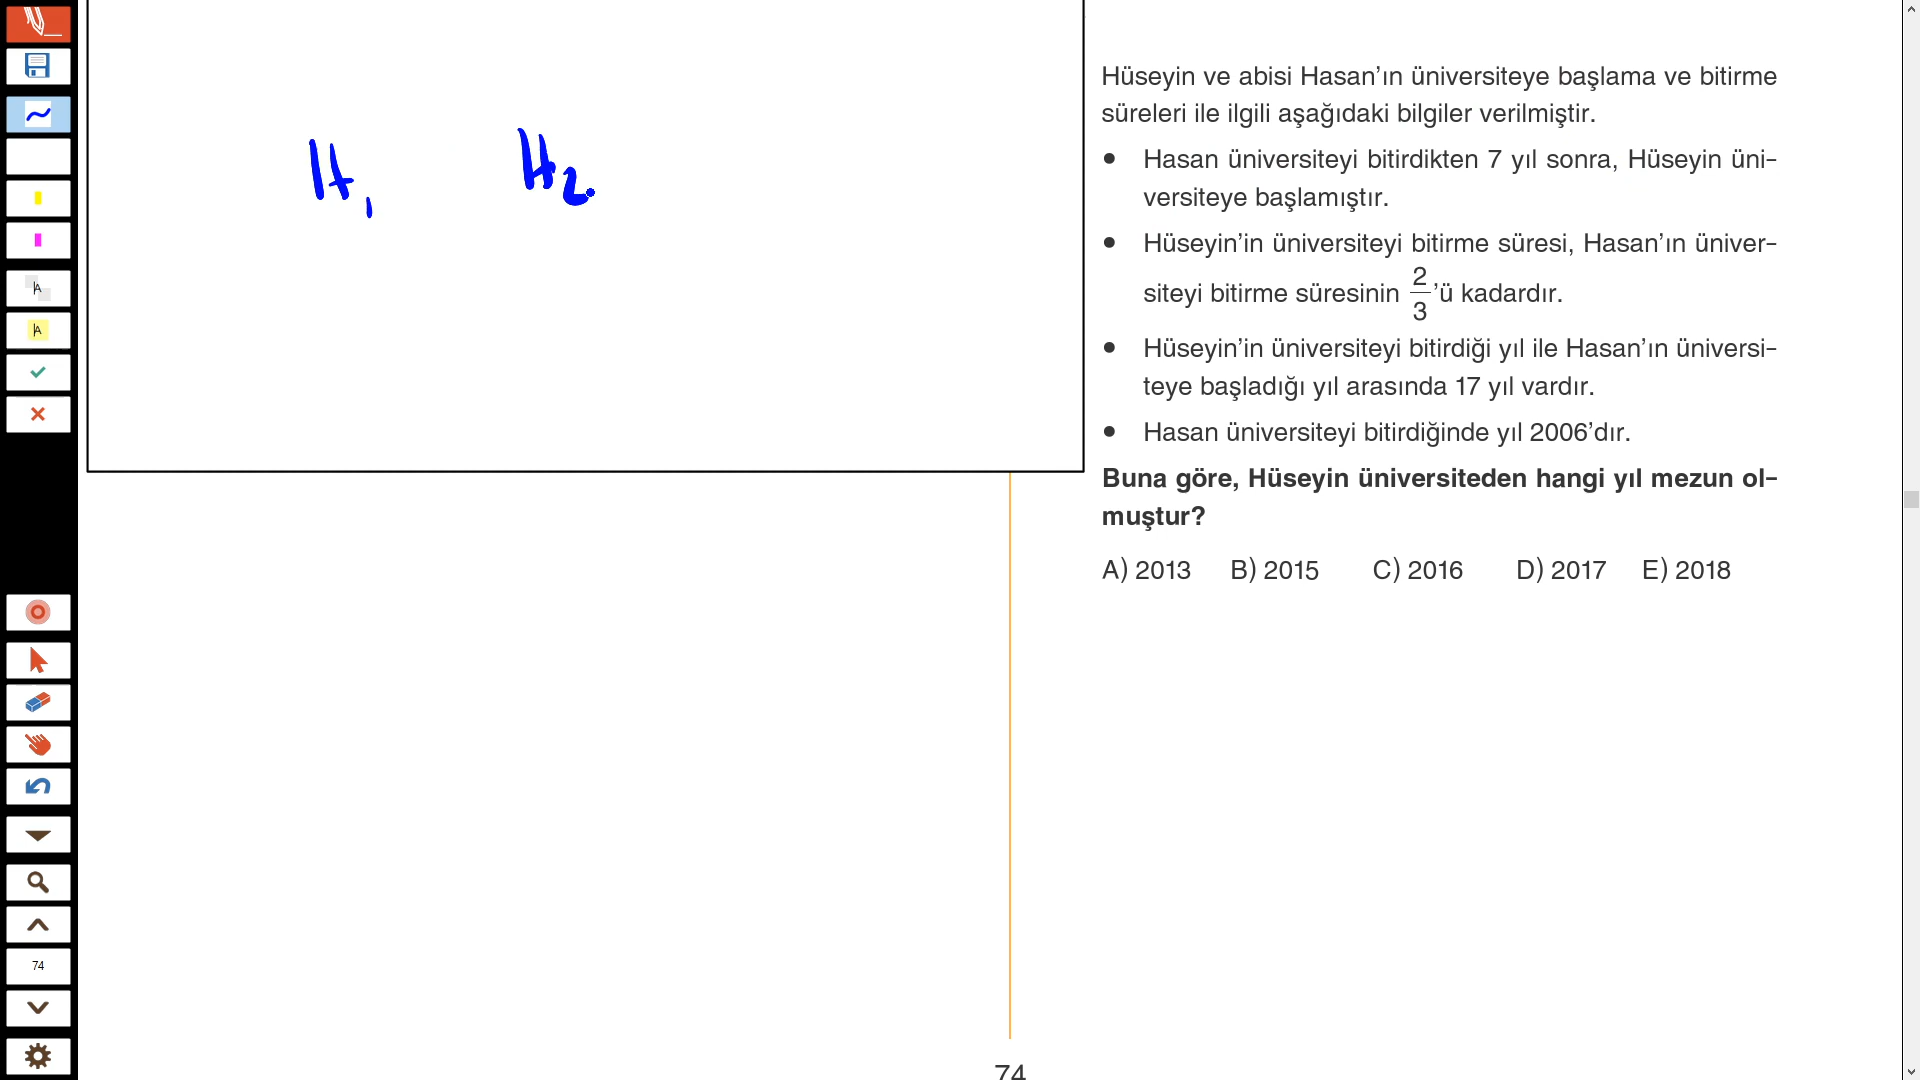 H1 H2
Hüseyin ve abisi Hasan’ın üniversiteye başlama ve bitirme
süreleri ile ilgili aşağıdaki bilgiler verilmiştir.
● Hasan üniversiteyi bitirdikten 7 yıl sonra, Hüseyin üni-
versiteye başlamıştır.
● Hüseyin’in üniversiteyi bitirme süresi, Hasan’ın üniver-
siteyi bitirme süresinin 2/3’ü kadardır.
● Hüseyin’in üniversiteyi bitirdiği yıl ile Hasan’ın üniversi-
teye başladığı yıl arasında 17 yıl vardır.
● Hasan üniversiteyi bitirdiğinde yıl 2006’dır.
Buna göre, Hüseyin üniversiteden hangi yıl mezun ol-
muştur?
A) 2013 B) 2015 C) 2016 D) 2017 E) 2018
A
A
74
74